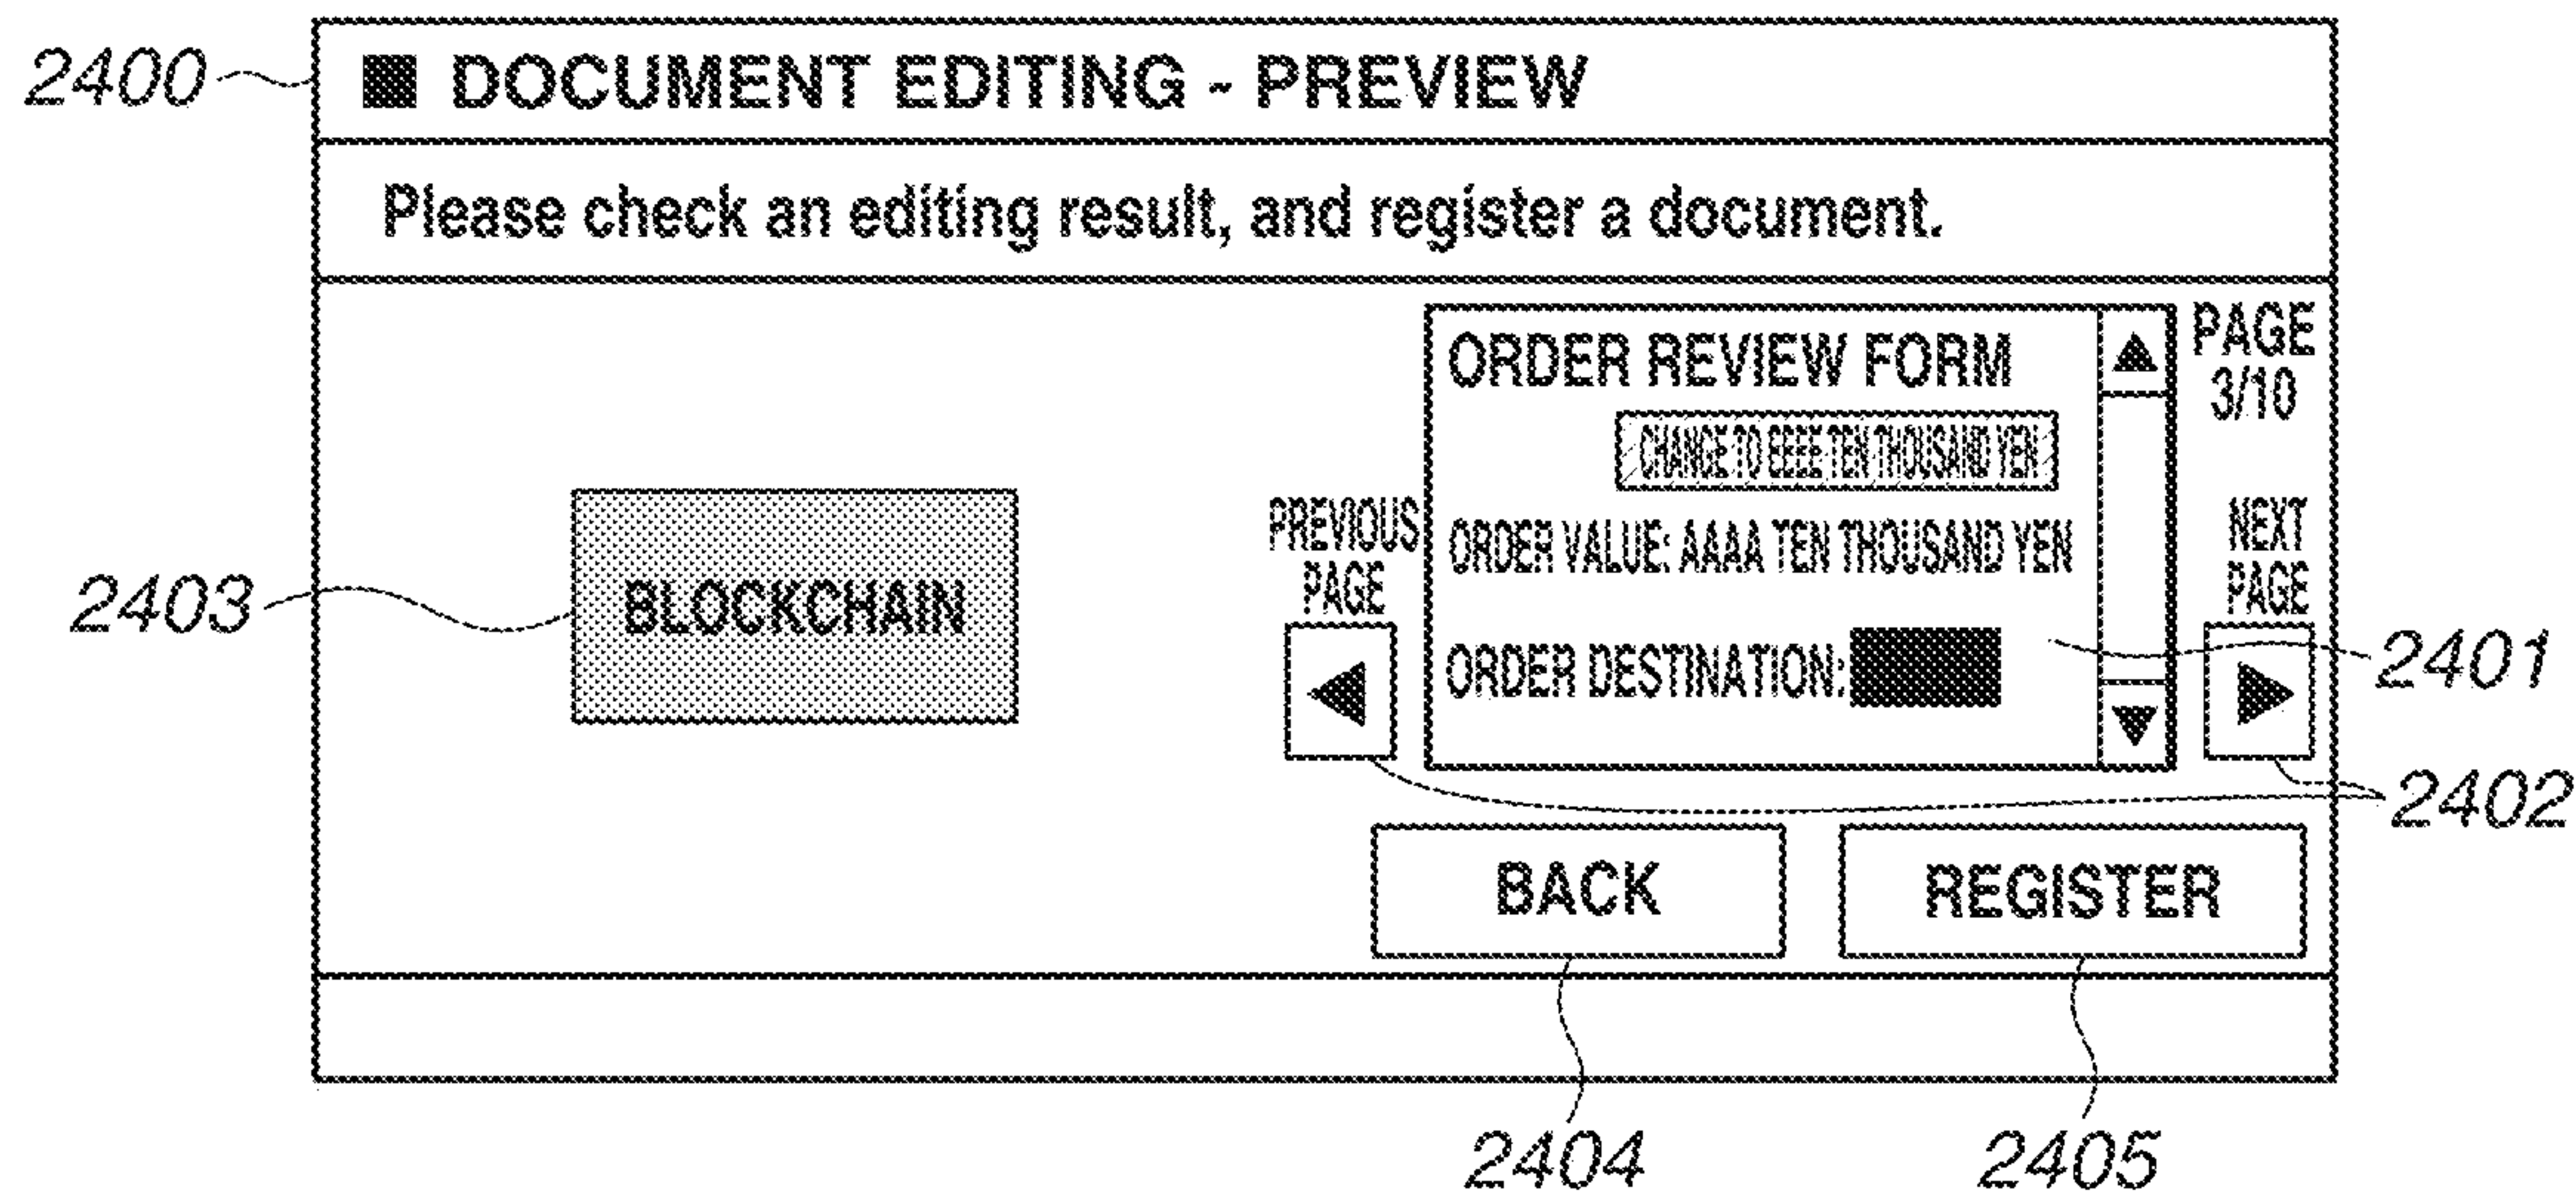 2400
■ DOCUMENT EDITING - PREVIEW
Please check an editing result, and register a document.
2403
BLOCKCHAIN
PREVIOUS
PAGE
ORDER REVIEW FORM
CHANGE TO EEEE TEN THOUSAND YEN
ORDER VALUE: AAAA TEN THOUSAND YEN
ORDER DESTINATION:
PAGE
3/10
NEXT
PAGE
2401
2402
BACK
REGISTER
2404
2405